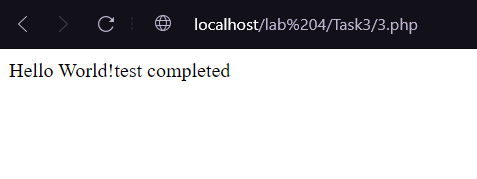 localhost/lab%204/Task3/3.php
Hello World!test completed